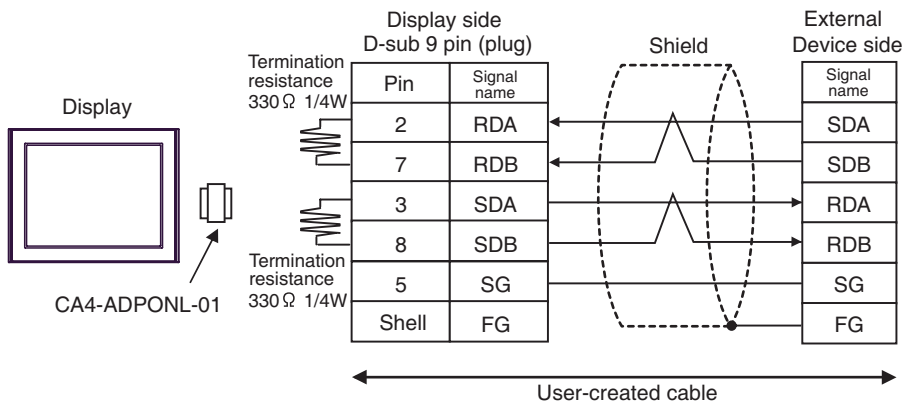 Display side
D-sub 9 pin (plug)
Shield
External
Device side
Termination
resistance
330Ω 1/4W
Pin
Signal
name
Signal
name
Display
2
RDA
SDA
7
RDB
SDB
3
SDA
RDA
8
SDB
RDB
Termination
resistance
330Ω 1/4W
5
SG
SG
CA4-ADPONL-01
Shell
FG
FG
User-created cable